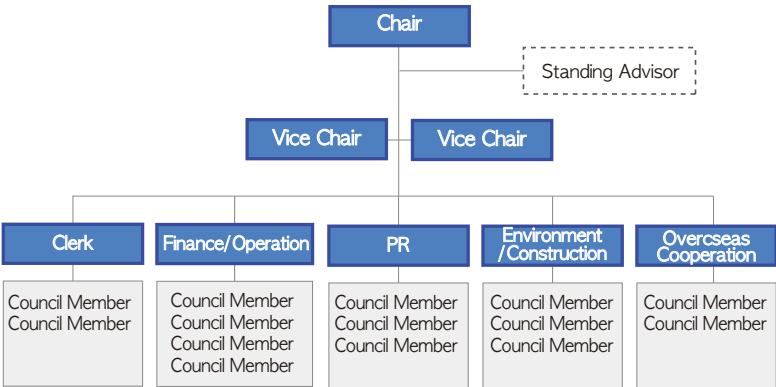 Chair
Standing Advisor
Vice Chair
Vice Chair
Clerk
Finance/Operation
PR
Environment
/Construction
Overcseas
Cooperation
Council Member
Council Member
Council Member
Council Member
Council Member
Council Member
Council Member
Council Member
Council Member
Council Member
Council Member
Council Member
Council Member
Council Member